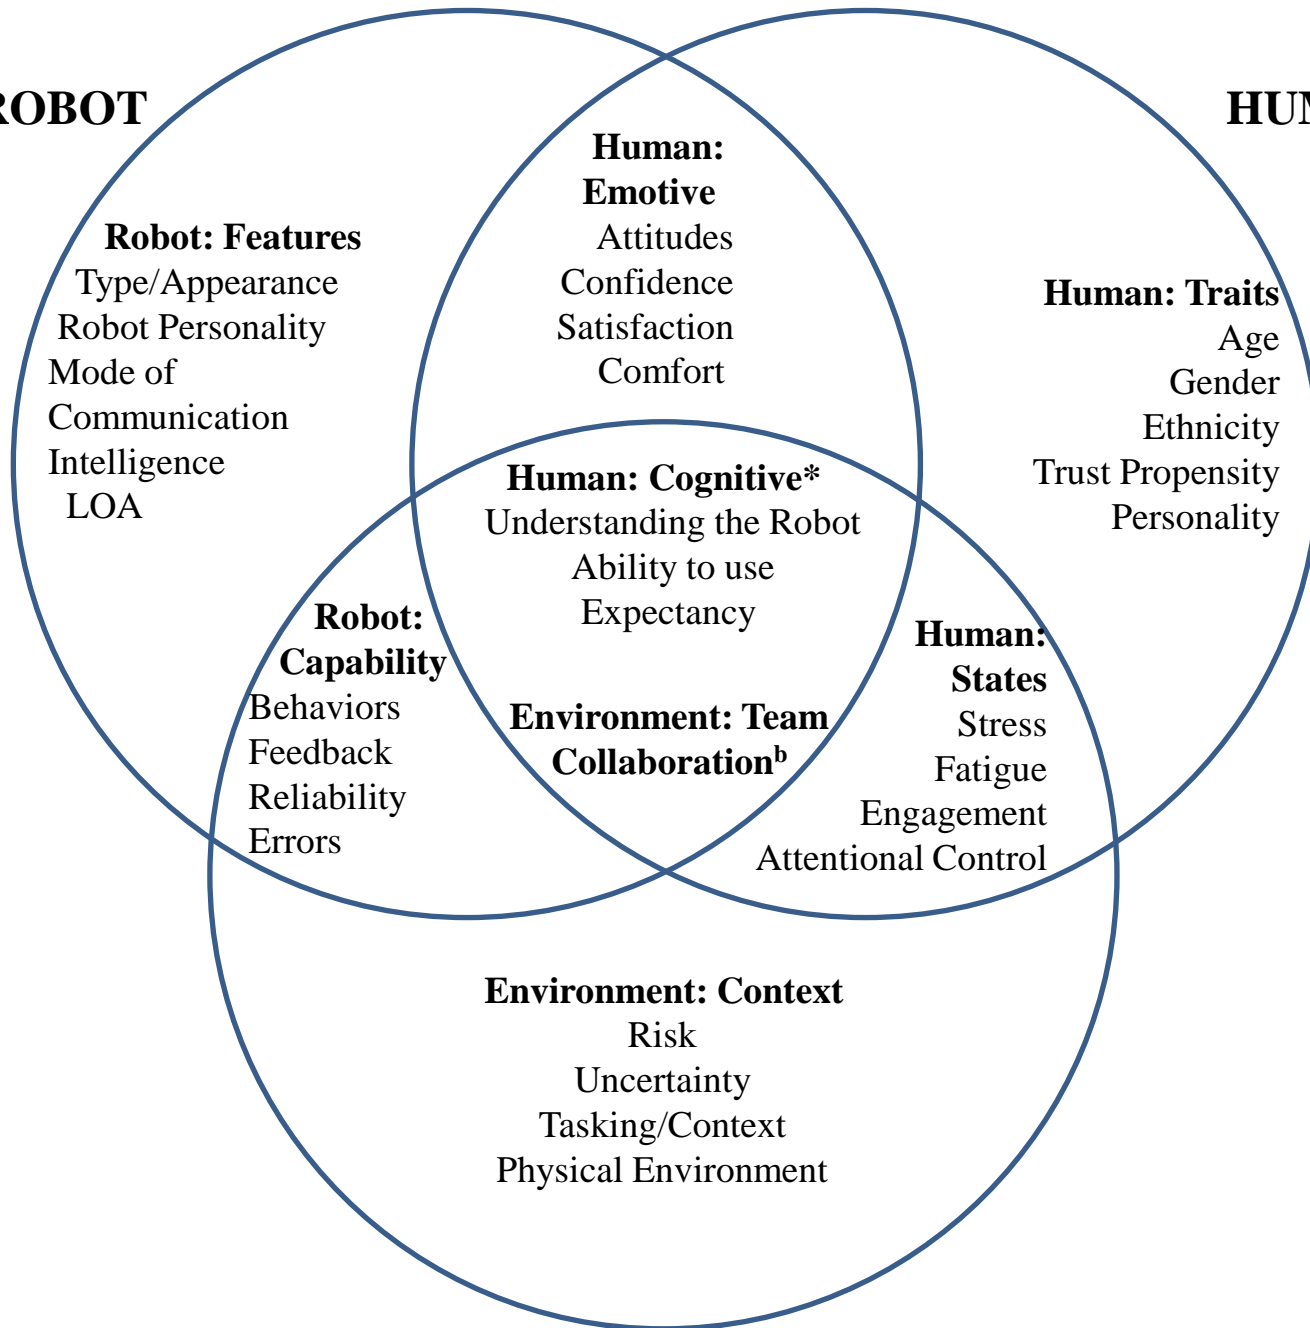 ROBOT
HUM
Human:
Emotive
Attitudes
Confidence
Satisfaction
Comfort
Robot: Features
Type/Appearance
Robot Personality
Mode of
Communication
Intelligence
LOA
Human: Traits
Age
Gender
Ethnicity
Trust Propensity
Personality
Human: Cognitive*
Understanding the Robot
Ability to use
Expectancy
Robot:
Capability
Behaviors
Feedback
Reliability
Errors
Environment: Team
Collaborationᵇ
Human:
States
Stress
Fatigue
Engagement
Attentional Control
Environment: Context
Risk
Uncertainty
Tasking/Context
Physical Environment